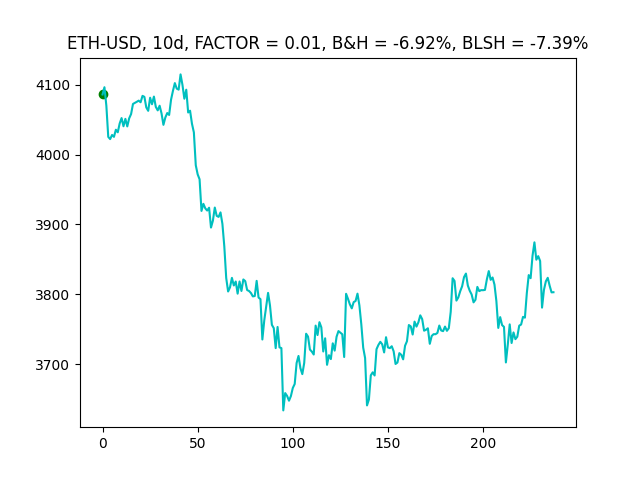 ETH-USD, 10d, FACTOR = 0.01, B&H = -6.92%, BLSH = -7.39%
4100
4000
3900
3800
3700
0 50 100 150 200